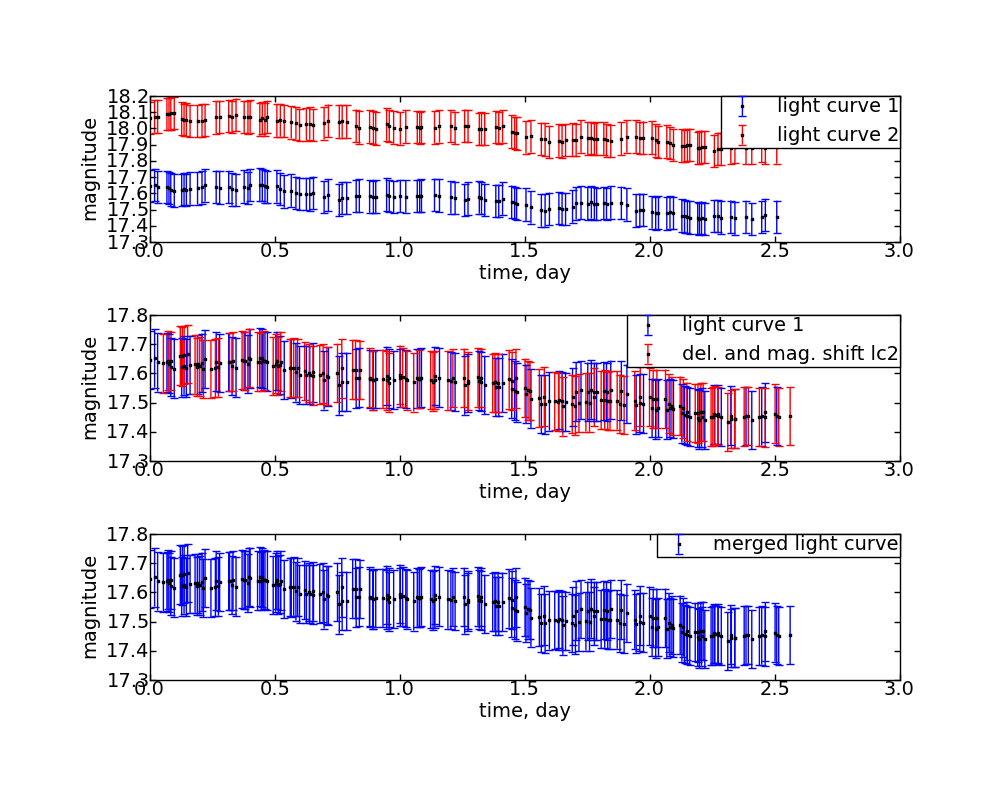 18.2
18.1
18.0
17.9
17.8
17.7
17.6
17.5
17.4
17.3
magnitude
light curve 1
light curve 2
0.0 0.5 1.0 1.5 2.0 2.5 3.0
time, day
17.8
17.7
17.6
17.5
17.4
17.3
magnitude
light curve 1
del. and mag. shift lc2
0.0 0.5 1.0 1.5 2.0 2.5 3.0
time, day
17.8
17.7
17.6
17.5
17.4
17.3
magnitude
merged light curve
0.0 0.5 1.0 1.5 2.0 2.5 3.0
time, day